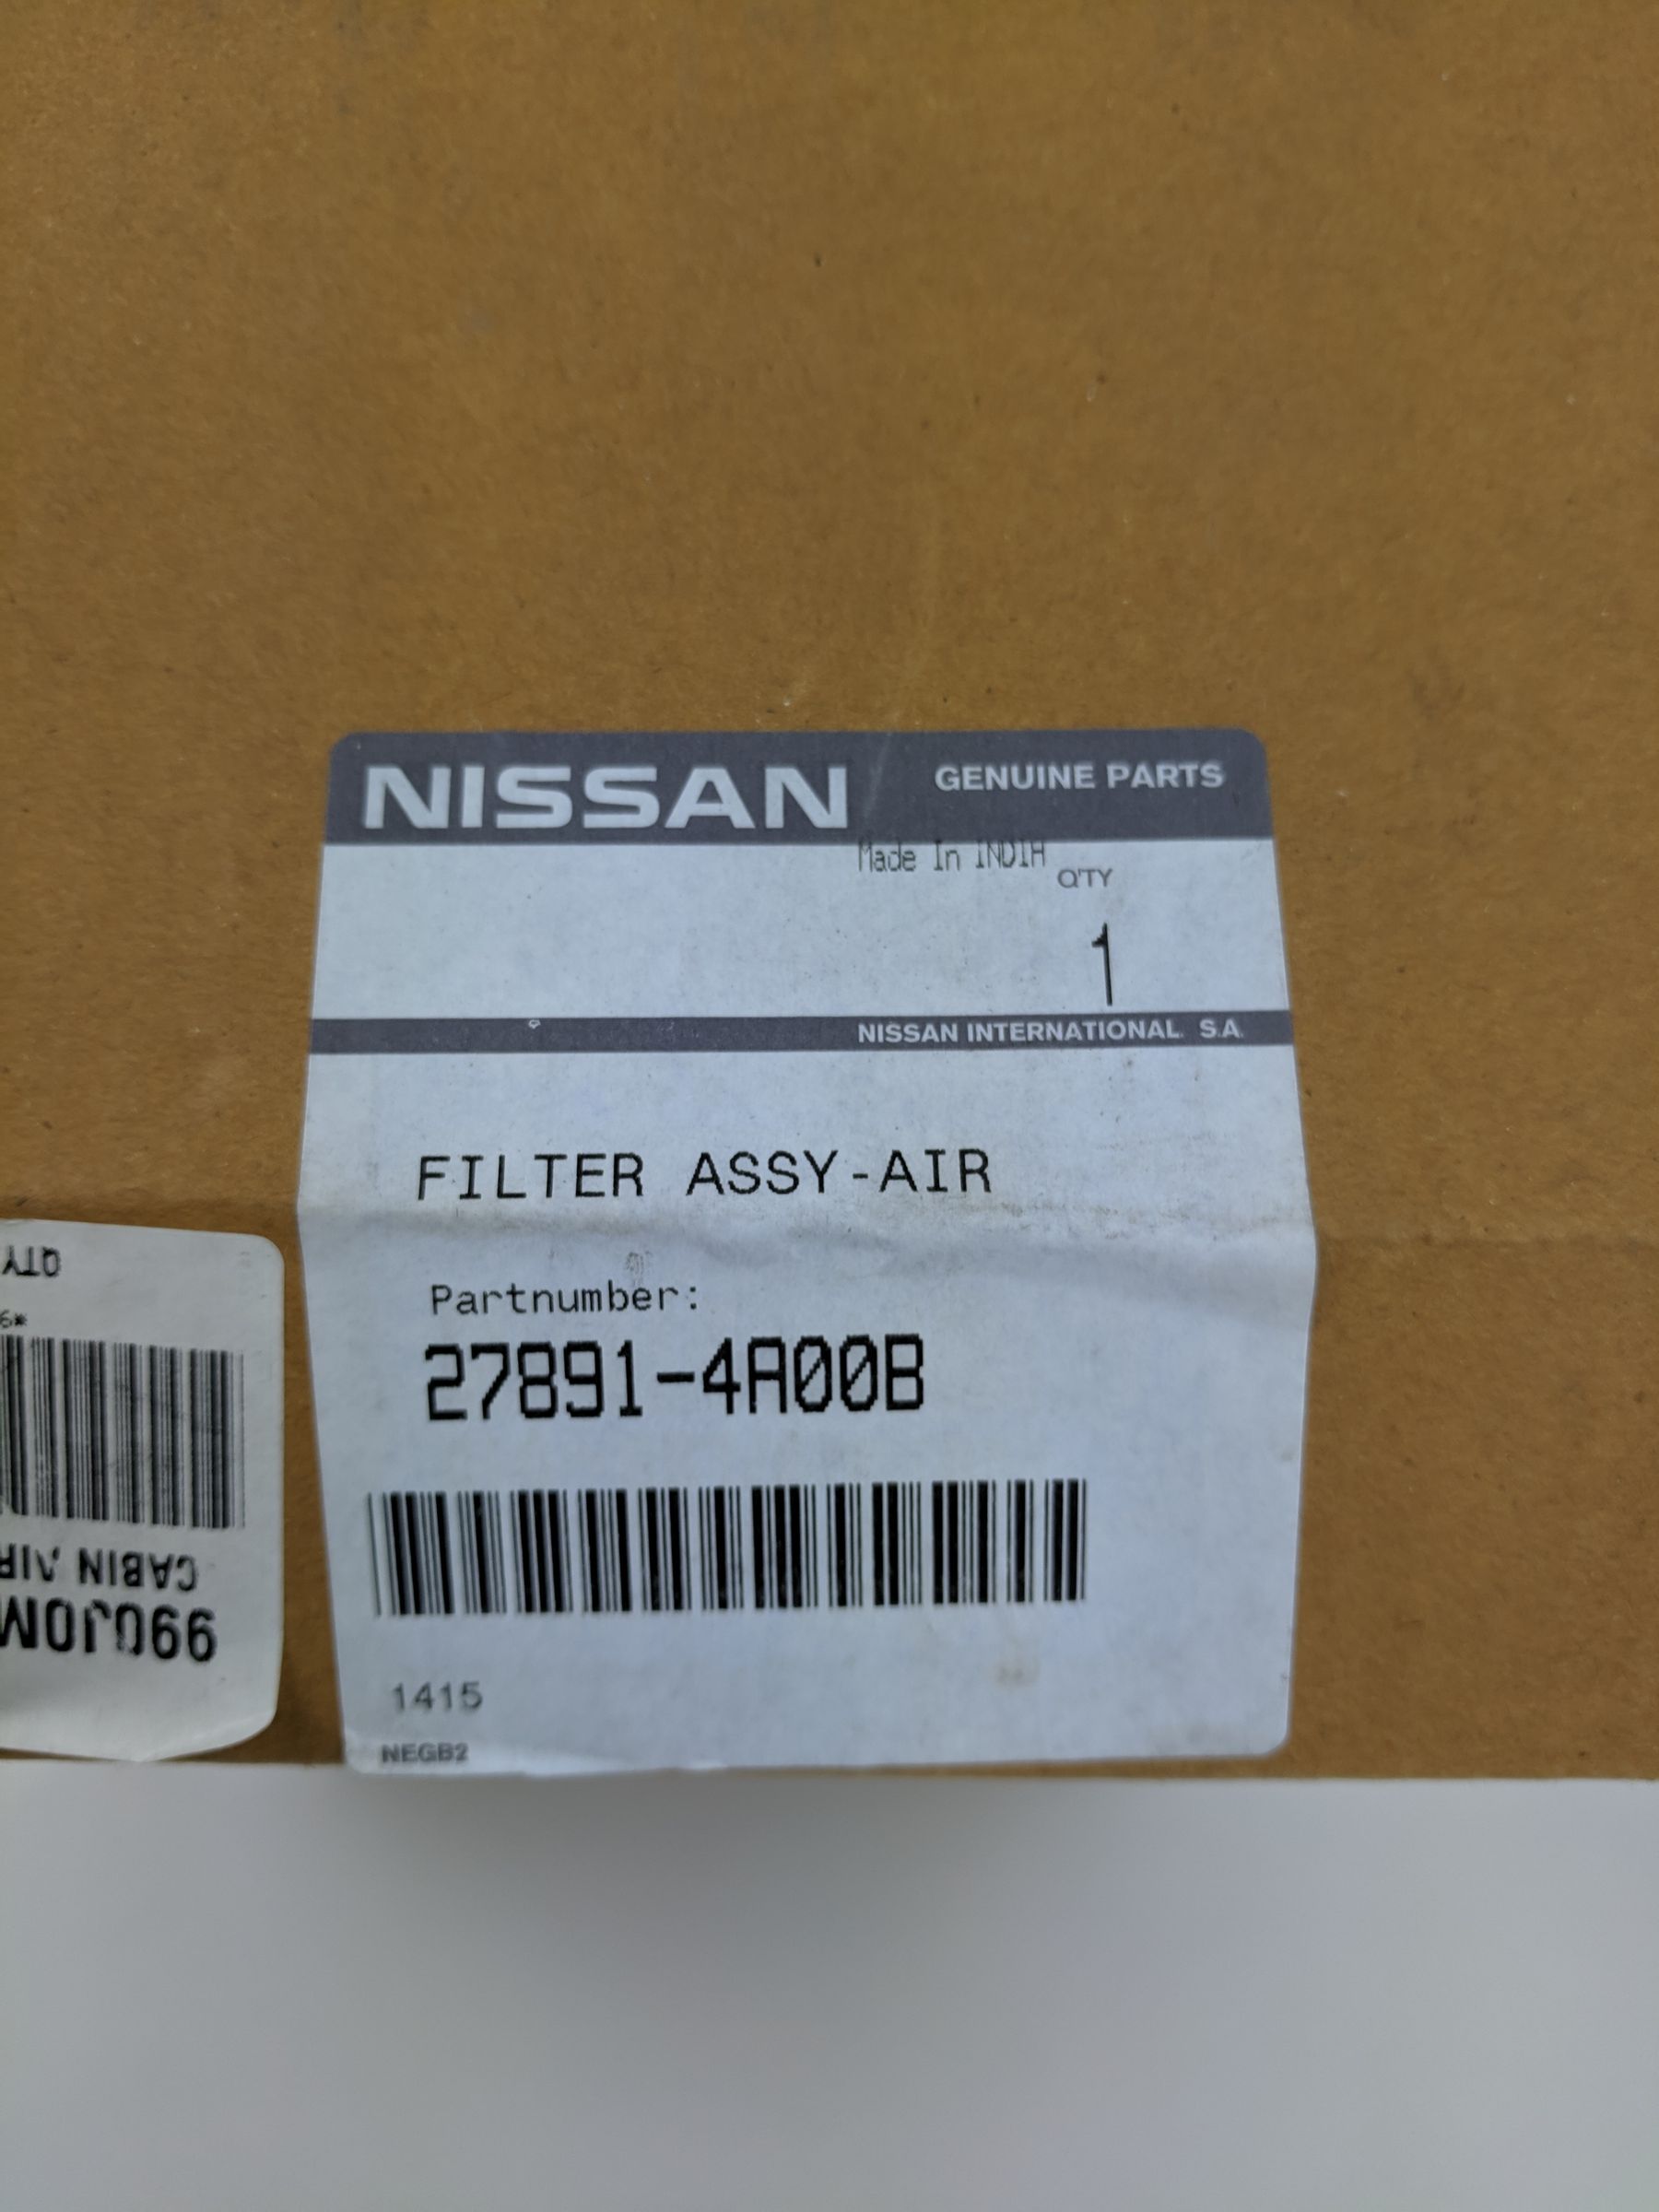 NISSAN GENUINE PARTS
Made In INDIA
Q'TY
1
NISSAN INTERNATIONAL S.A.
FILTER ASSY-AIR
Partnumber:
27891-4A00B
1415
NEGB2
990J0M
CABIN AIR
6*
QTY